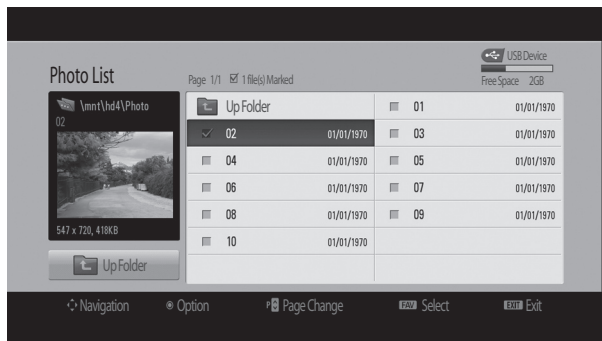 USB Device
Photo List
Page 1/1 1 file(s) Marked
Free Space 2GB
\mnt\hd4\Photo
02
547 x 720, 418KB
Up Folder
Up Folder
01 01/01/1970
02 01/01/1970
03 01/01/1970
04 01/01/1970
05 01/01/1970
06 01/01/1970
07 01/01/1970
08 01/01/1970
09 01/01/1970
10 01/01/1970
Navigation
Option
P Page Change
FAV Select
EXIT Exit